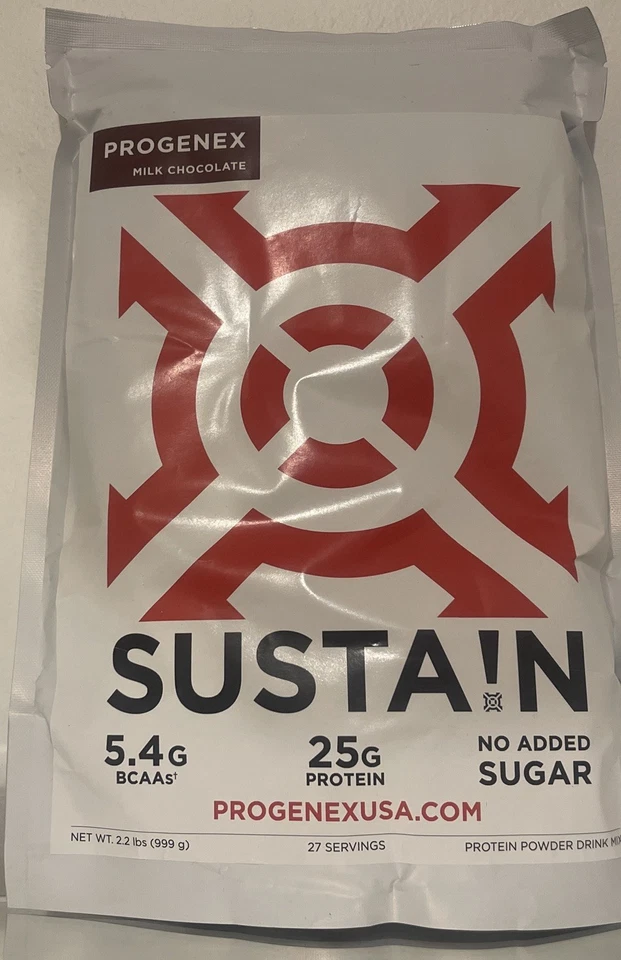 PROGENEX
MILK CHOCOLATE
SUSTA!N
5.4G
BCAAs†
25G
PROTEIN
NO ADDED
SUGAR
PROGENEXUSA.COM
NET WT. 2.2 lbs (999 g)
27 SERVINGS
PROTEIN POWDER DRINK MIX